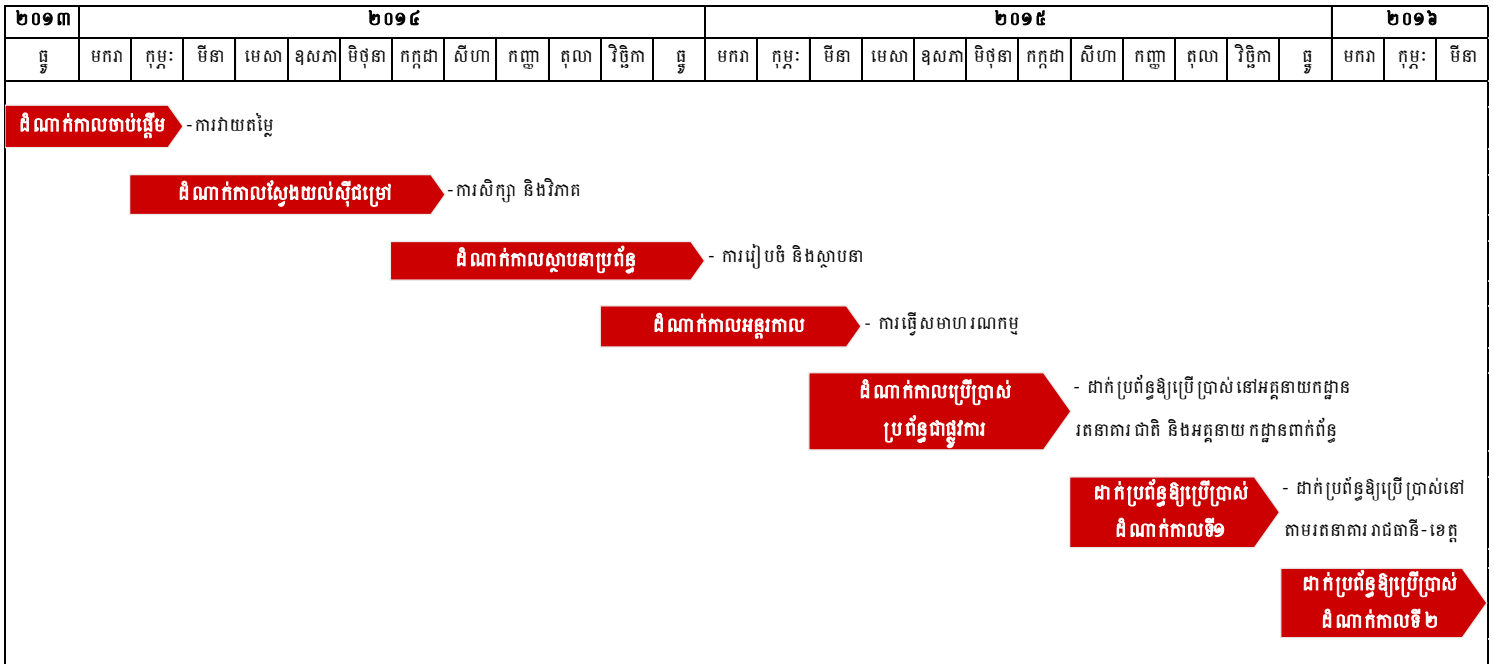 ២០១៣ ២០១៤ ២០១៥ ២០១៦
ធ្នូ មករា កុម្ភៈ មីនា មេសា ឧសភា មិថុនា កក្កដា សីហា កញ្ញា តុលា វិច្ឆិកា ធ្នូ មករា កុម្ភៈ មីនា មេសា ឧសភា មិថុនា កក្កដា សីហា កញ្ញា តុលា វិច្ឆិកា ធ្នូ មករា កុម្ភៈ មីនា
ដំណាក់កាលចាប់ផ្តើម -ការវាយតម្លៃ
ដំណាក់កាលស្វែងយល់ស៊ីជម្រៅ -ការសិក្សា និងវិភាគ
ដំណាក់កាលស្ថាបនាប្រព័ន្ធ - ការរៀបចំ និងស្ថាបនា
ដំណាក់កាលអន្តរកាល - ការធ្វើសមាហរណកម្ម
ដំណាក់កាលប្រើប្រាស់
ប្រព័ន្ធជាផ្លូវការ
- ដាក់ប្រព័ន្ធឱ្យប្រើប្រាស់នៅអគ្គនាយកដ្ឋាន
រតនាគារជាតិ និងអគ្គនាយកដ្ឋានពាក់ព័ន្ធ
ដាក់ប្រព័ន្ធឱ្យប្រើប្រាស់
ដំណាក់កាលទី១
- ដាក់ប្រព័ន្ធឱ្យប្រើប្រាស់នៅ
តាមរតនាគាររាជធានី-ខេត្ត
ដាក់ប្រព័ន្ធឱ្យប្រើប្រាស់
ដំណាក់កាលទី ២